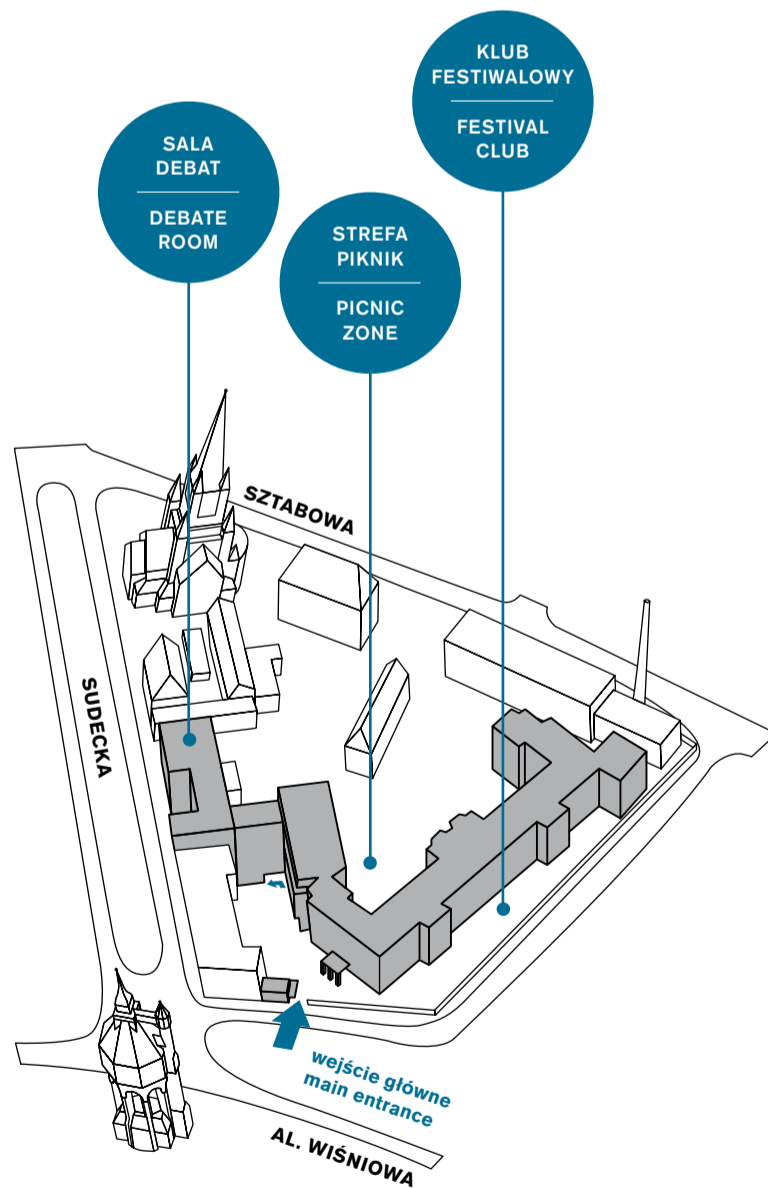 KLUB
FESTIWALOWY
FESTIVAL
CLUB
SALA
DEBAT
DEBATE
ROOM
STREFA
PIKNIK
PICNIC
ZONE
SZTABOWA
SUDECKA
wejście główne
main entrance
AL. WIŚNIOWA